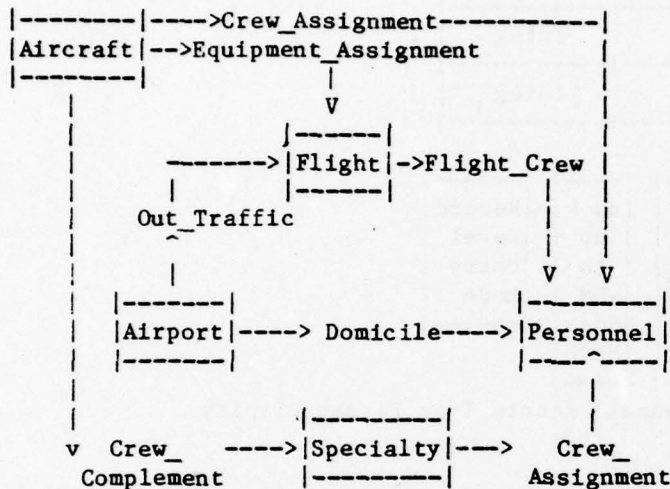 |--------|---->Crew_Assignment----------------
|Aircraft|-->Equipment_Assignment
|--------|
V
|-------|
------->|Flight|->Flight_Crew
|-------|
Out_Traffic
^
V V
|-------| |---------|
|Airport|----> Domicile---->|Personnel|
|-------| |----^----|
|---------|
v Crew_ ---->|Specialty|----> Crew_
Complement |---------| Assignment